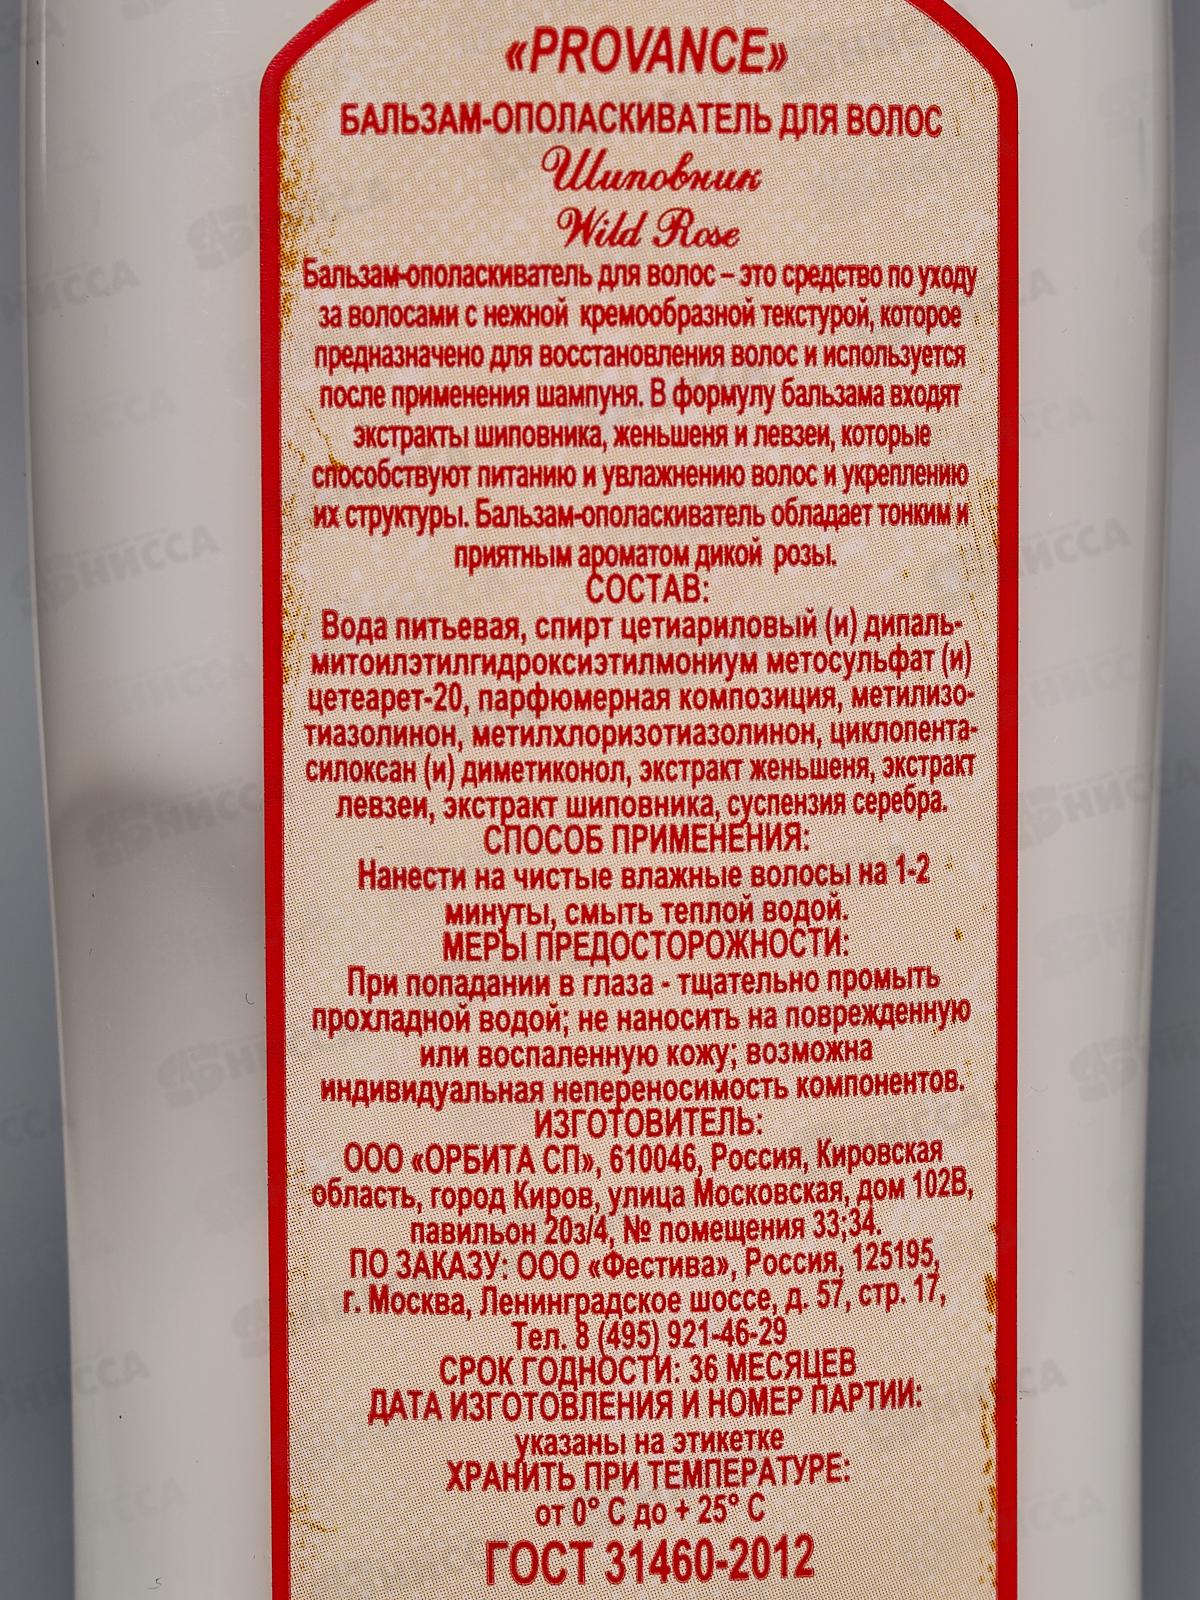 «PROVANCE»
БАЛЬЗАМ-ОПОЛАСКИВАТЕЛЬ ДЛЯ ВОЛОС
Шиповник
Wild Rose
Бальзам-ополаскиватель для волос – это средство по уходу
за волосами с нежной кремообразной текстурой, которое
предназначено для восстановления волос и используется
после применения шампуня. В формулу бальзама входят
экстракты шиповника, женьшеня и левзеи, которые
способствуют питанию и увлажнению волос и укреплению
их структуры. Бальзам-ополаскиватель обладает тонким и
приятным ароматом дикой розы.
СОСТАВ:
Вода питьевая, спирт цетиариловый (и) дипаль-
митоилэтилгидроксиэтилмониум метосульфат (и)
цетеарет-20, парфюмерная композиция, метилизо-
тиазолинон, метилхлоризотиазолинон, циклопента-
силоксан (и) диметиконол, экстракт женьшеня, экстракт
левзеи, экстракт шиповника, суспензия серебра.
СПОСОБ ПРИМЕНЕНИЯ:
Нанести на чистые влажные волосы на 1-2
минуты, смыть теплой водой.
МЕРЫ ПРЕДОСТОРОЖНОСТИ:
При попадании в глаза - тщательно промыть
прохладной водой; не наносить на поврежденную
или воспаленную кожу; возможна
индивидуальная непереносимость компонентов.
ИЗГОТОВИТЕЛЬ:
ООО «ОРБИТА СП», 610046, Россия, Кировская
область, город Киров, улица Московская, дом 102В,
павильон 20з/4, № помещения 33;34.
ПО ЗАКАЗУ: ООО «Фестива», Россия, 125195,
г. Москва, Ленинградское шоссе, д. 57, стр. 17,
Тел. 8 (495) 921-46-29
СРОК ГОДНОСТИ: 36 МЕСЯЦЕВ
ДАТА ИЗГОТОВЛЕНИЯ И НОМЕР ПАРТИИ:
указаны на этикетке
ХРАНИТЬ ПРИ ТЕМПЕРАТУРЕ:
от 0° С до + 25° С
ГОСТ 31460-2012